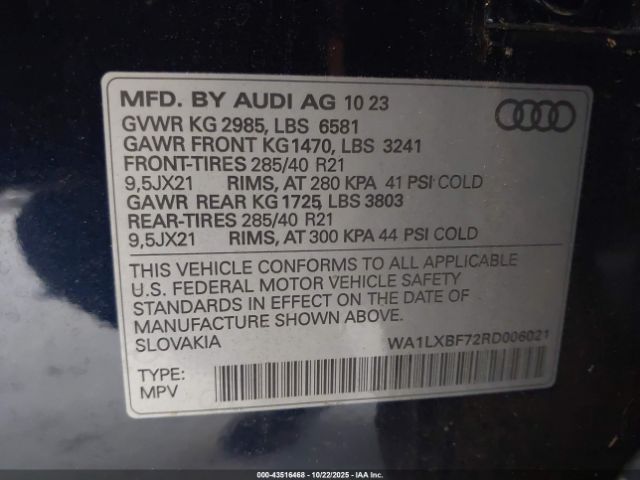 MFD. BY AUDI AG 10 23
GVWR KG 2985, LBS 6581
GAWR FRONT KG1470, LBS 3241
FRONT-TIRES 285/40 R21
9,5JX21 RIMS, AT 280 KPA 41 PSI COLD
GAWR REAR KG 1725, LBS 3803
REAR-TIRES 285/40 R21
9,5JX21 RIMS, AT 300 KPA 44 PSI COLD
THIS VEHICLE CONFORMS TO ALL APPLICABLE
U.S. FEDERAL MOTOR VEHICLE SAFETY
STANDARDS IN EFFECT ON THE DATE OF
MANUFACTURE SHOWN ABOVE.
SLOVAKIA WA1LXBF72RD006021
TYPE:
MPV
000-43516468 - 10/22/2025 - IAAI.COM